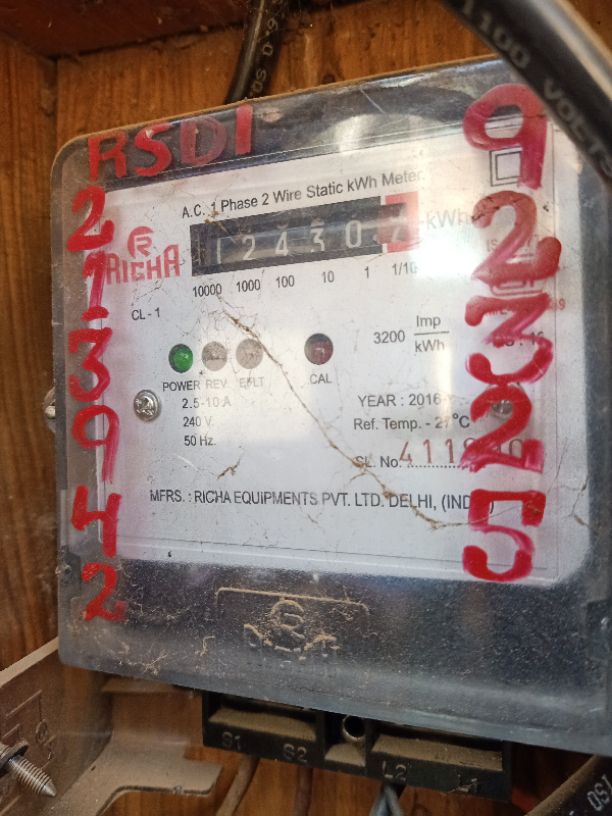 1100 VOLTS
RSDI
2
1
3
9
4
2
9
2
3
2
5
A.C. 1 Phase 2 Wire Static kWh Meter
RICHA
1 2 4 3 0 kWh
10000 1000 100 10 1 1/10
CL - 1
3200 Imp/kWh
POWER REV. E/LT CAL
2.5-10 A
240 V.
50 Hz.
YEAR : 2016
Ref. Temp. - 27°C
SL. No. 411
MFRS. : RICHA EQUIPMENTS PVT. LTD. DELHI,
S1 S2 L2 L1